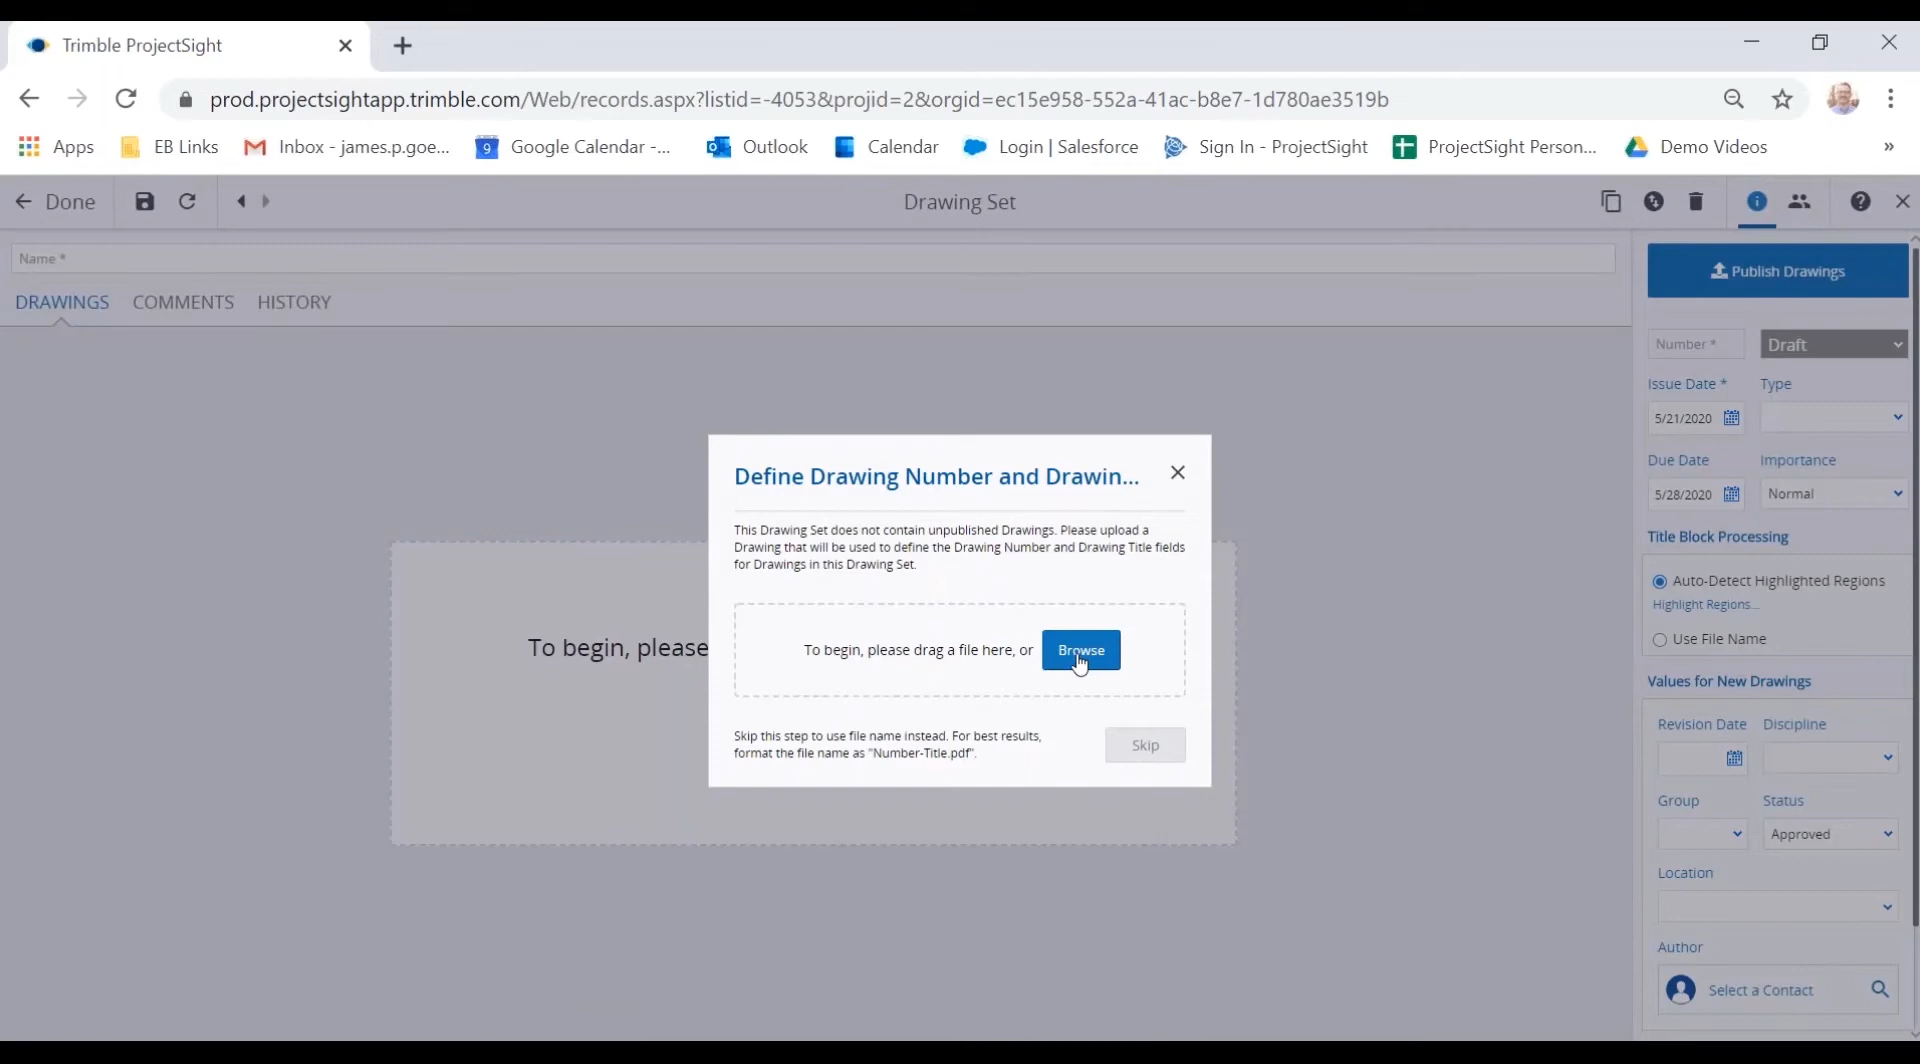 Trimble ProjectSight
prod.projectsightapp.trimble.com/Web/records.aspx?listid=-4053&projid=2&orgid=ec15e958-552a-41ac-b8e7-1d780ae3519b
Apps EB Links Inbox - james.p.goe... 9 Google Calendar -... Outlook Calendar Login | Salesforce Sign In - ProjectSight ProjectSight Person... Demo Videos »
Done Drawing Set
Name *
Publish Drawings
DRAWINGS COMMENTS HISTORY
Number * Draft
Issue Date * Type
5/21/2020
Due Date Importance
5/28/2020 Normal
Title Block Processing
Auto-Detect Highlighted Regions
Highlight Regions...
Use File Name
Values for New Drawings
Revision Date Discipline
Group Status
Approved
Location
Author
Select a Contact
To begin, please
Define Drawing Number and Drawin...
This Drawing Set does not contain unpublished Drawings. Please upload a
Drawing that will be used to define the Drawing Number and Drawing Title fields
for Drawings in this Drawing Set.
To begin, please drag a file here, or Browse
Skip this step to use file name instead. For best results,
format the file name as "Number-Title.pdf".
Skip